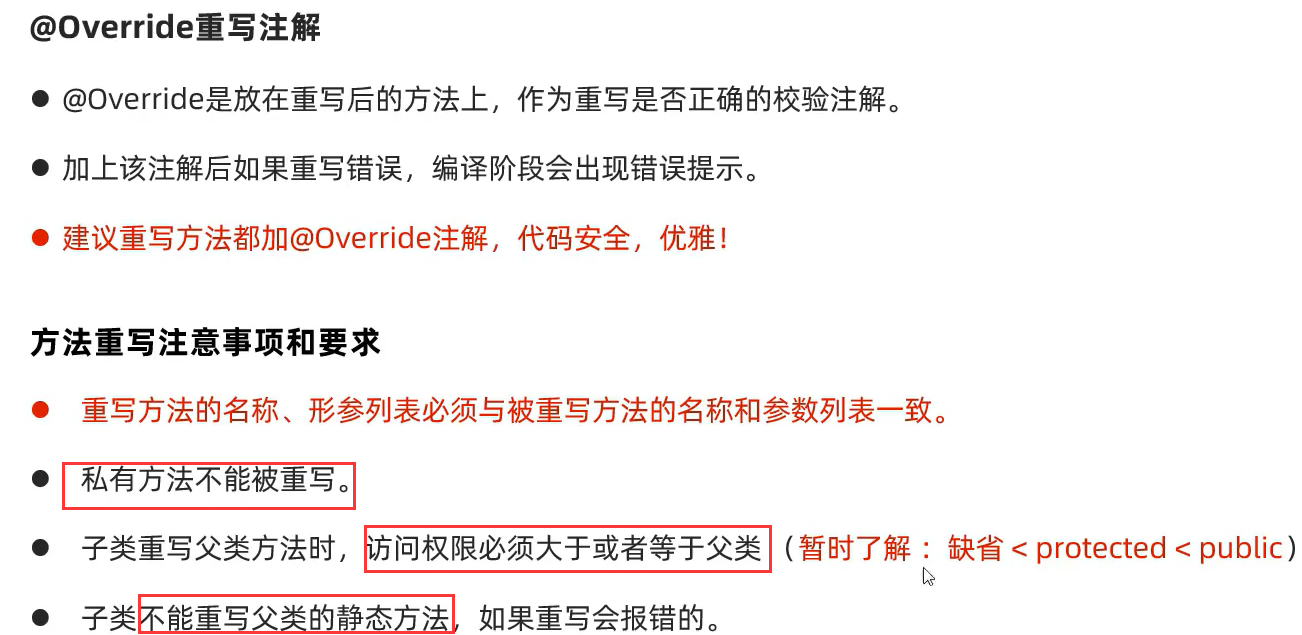 @Override重写注解
● @Override是放在重写后的方法上，作为重写是否正确的校验注解。
● 加上该注解后如果重写错误，编译阶段会出现错误提示。
● 建议重写方法都加@Override注解，代码安全，优雅！
方法重写注意事项和要求
● 重写方法的名称、形参列表必须与被重写方法的名称和参数列表一致。
● 私有方法不能被重写。
● 子类重写父类方法时，访问权限必须大于或者等于父类（暂时了解 ：缺省 < protected < public）
● 子类不能重写父类的静态方法，如果重写会报错的。